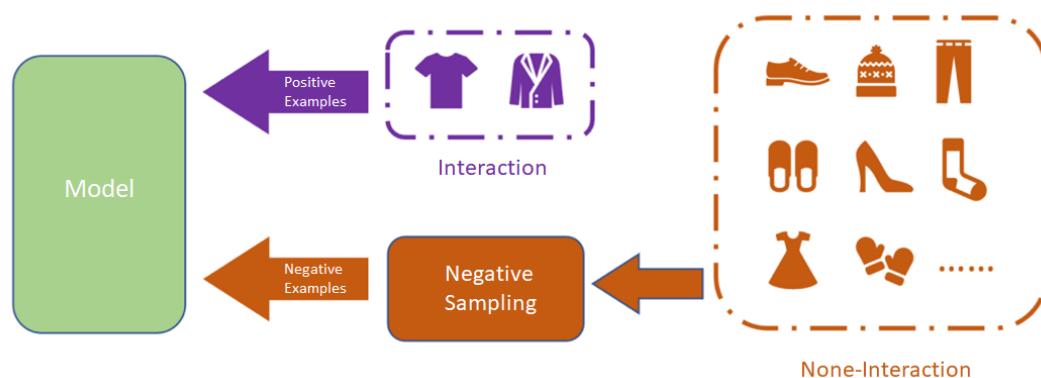 Model
Positive
Examples
Interaction
Negative
Examples
Negative
Sampling
......
None-Interaction